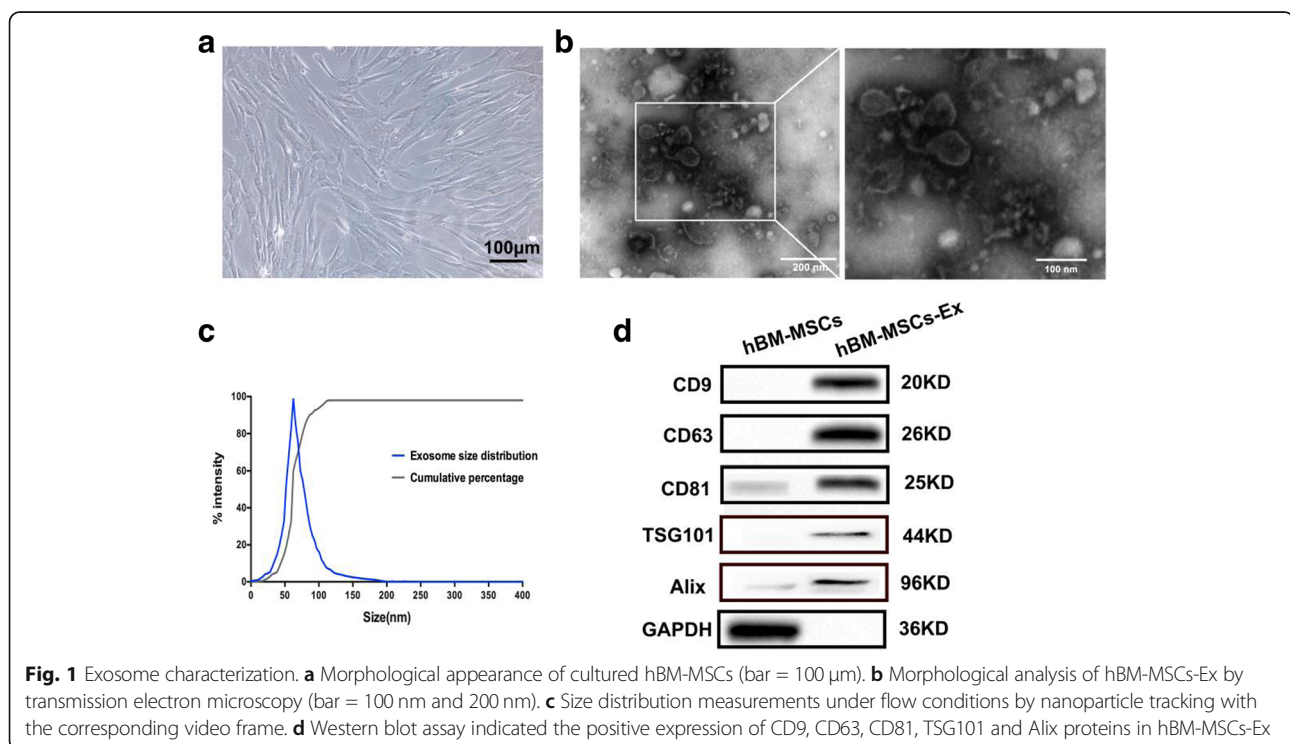 a
100μm
b
200 nm
100 nm
c
100
80
60
40
20
0
% intensity
Exosome size distribution
Cumulative percentage
0 50 100 150 200 250 300 350 400
Size(nm)
d
hBM-MSCs hBM-MSCs-Ex
CD9 20KD
CD63 26KD
CD81 25KD
TSG101 44KD
Alix 96KD
GAPDH 36KD
Fig. 1 Exosome characterization. a Morphological appearance of cultured hBM-MSCs (bar = 100 μm). b Morphological analysis of hBM-MSCs-Ex by
transmission electron microscopy (bar = 100 nm and 200 nm). c Size distribution measurements under flow conditions by nanoparticle tracking with
the corresponding video frame. d Western blot assay indicated the positive expression of CD9, CD63, CD81, TSG101 and Alix proteins in hBM-MSCs-Ex